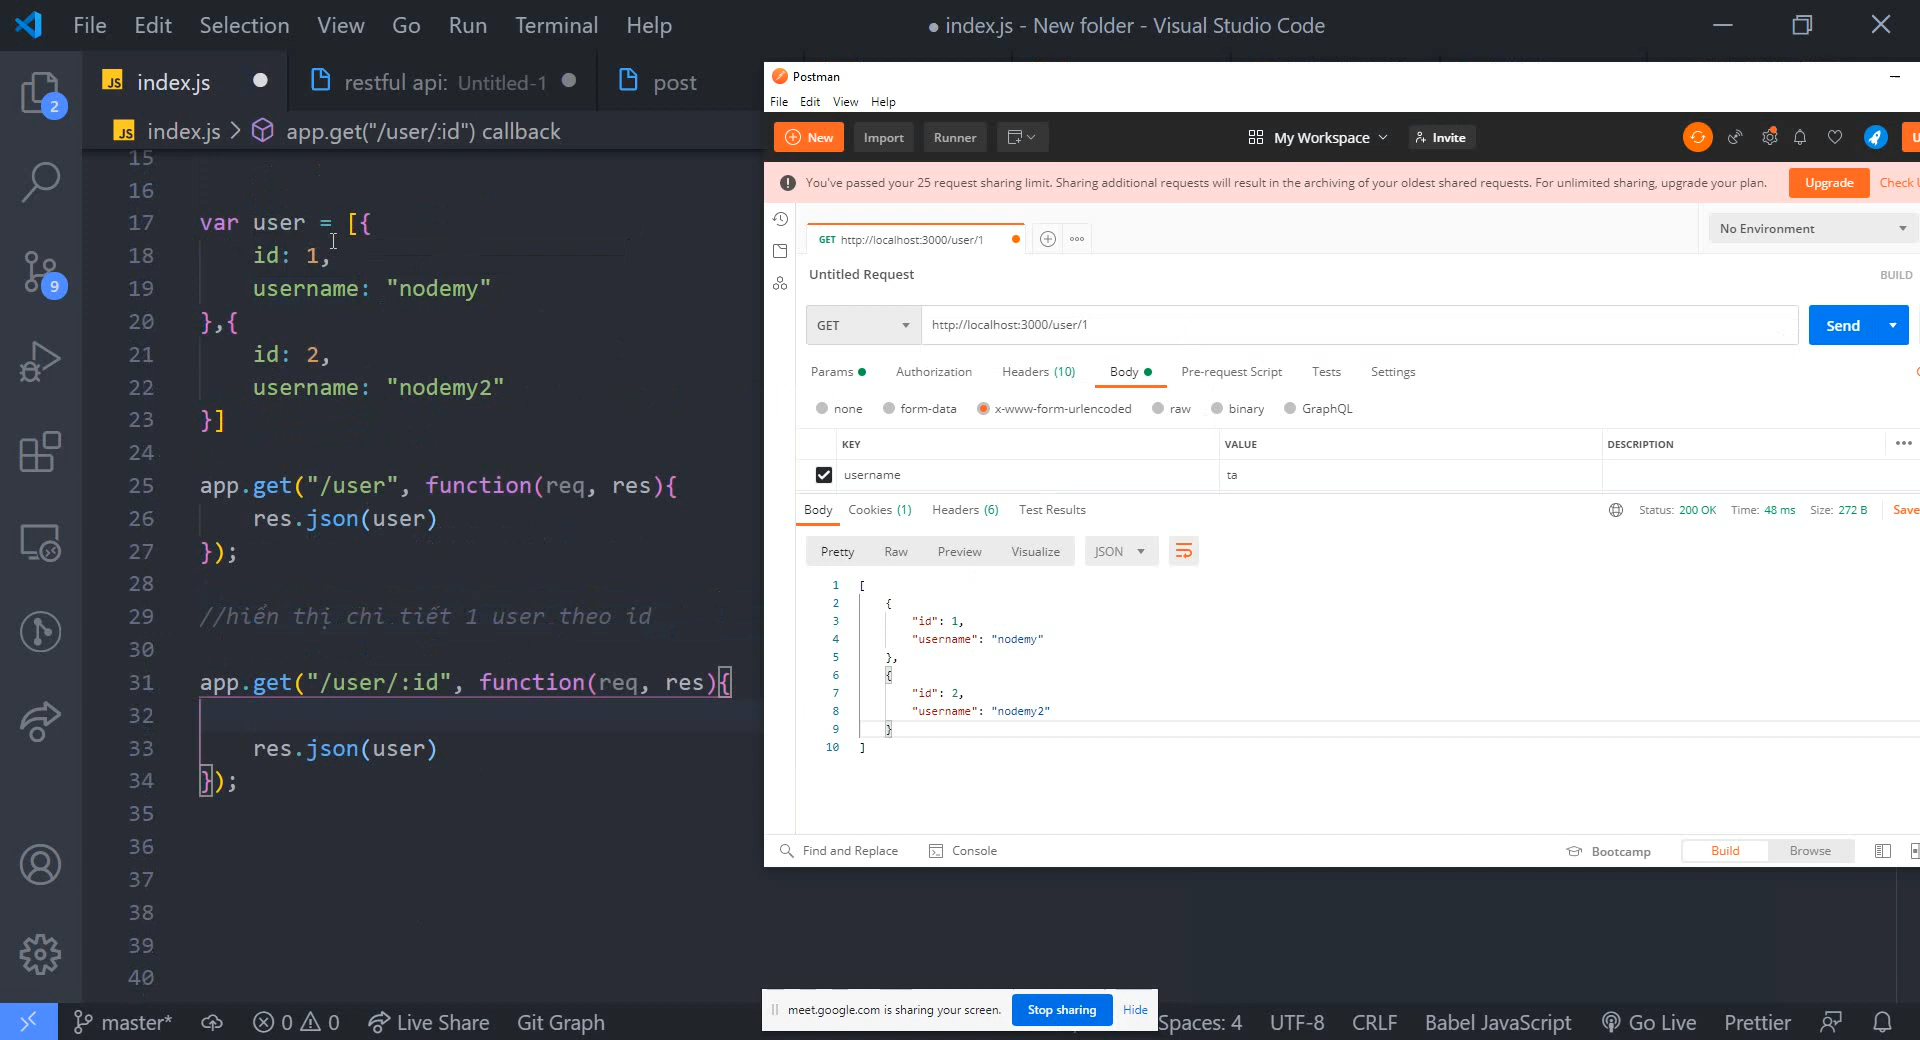 File Edit Selection View Go Run Terminal Help
● index.js - New folder - Visual Studio Code
2
9
JS index.js
restful api: Untitled-1
post
JS index.js > app.get("/user/:id") callback
15
16
17 var user = [{
18 id: 1,
19 username: "nodemy"
20 },{
21 id: 2,
22 username: "nodemy2"
23 }]
24
25 app.get("/user", function(req, res){
26 res.json(user)
27 });
28
29 //hiển thị chi tiết 1 user theo id
30
31 app.get("/user/:id", function(req, res){
32
33 res.json(user)
34 });
35
36
37
38
39
40
Postman
File Edit View Help
New Import Runner
My Workspace
Invite
You've passed your 25 request sharing limit. Sharing additional requests will result in the archiving of your oldest shared requests. For unlimited sharing, upgrade your plan.
Upgrade
Check
GET http://localhost:3000/user/1
No Environment
Untitled Request
BUILD
GET http://localhost:3000/user/1
Send
Params Authorization Headers (10) Body Pre-request Script Tests Settings
none form-data x-www-form-urlencoded raw binary GraphQL
KEY VALUE DESCRIPTION
username ta
Body Cookies (1) Headers (6) Test Results
Status: 200 OK Time: 48 ms Size: 272 B Save
Pretty Raw Preview Visualize JSON
1 [
2 {
3 "id": 1,
4 "username": "nodemy"
5 },
6 {
7 "id": 2,
8 "username": "nodemy2"
9 }
10 ]
Find and Replace Console
Bootcamp Build Browse
meet.google.com is sharing your screen. Stop sharing Hide
master* 0 0 Live Share Git Graph
Spaces: 4 UTF-8 CRLF Babel JavaScript Go Live Prettier